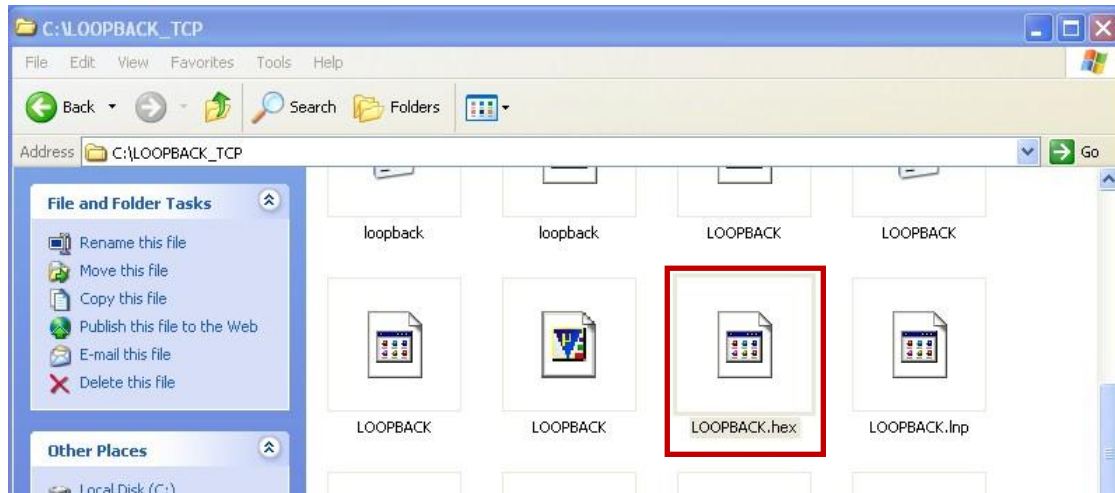 C:\LOOPBACK_TCP
File Edit View Favorites Tools Help
Back Search Folders
Address C:\LOOPBACK_TCP Go
File and Folder Tasks
Rename this file
Move this file
Copy this file
Publish this file to the Web
E-mail this file
Delete this file
Other Places
Local Disk (C:)
loopback loopback LOOPBACK LOOPBACK
LOOPBACK LOOPBACK LOOPBACK.hex LOOPBACK.lnp